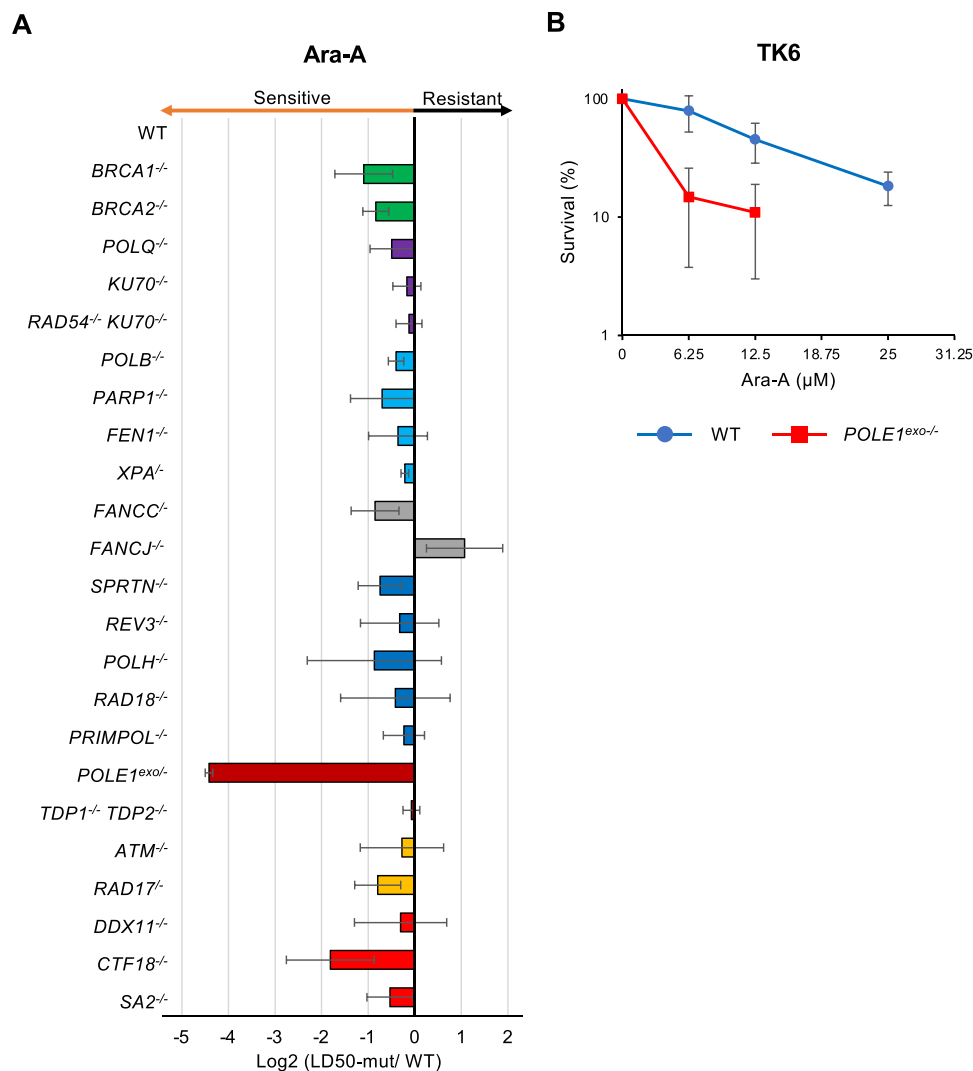 A
Ara-A
Sensitive
Resistant
WT
BRCA1-/-
BRCA2-/-
POLQ-/-
KU70-/-
RAD54-/- KU70-/-
POLB-/-
PARP1-/-
FEN1-/-
XPA/-
FANCC/-
FANCJ-/-
SPRTN-/-
REV3-/-
POLH-/-
RAD18-/-
PRIMPOL-/-
POLE1exo/-
TDP1-/- TDP2-/-
ATM-/-
RAD17/-
DDX11-/-
CTF18-/-
SA2-/-
-5 -4 -3 -2 -1 0 1 2
Log2 (LD50-mut/ WT)
B
TK6
100
10
1
Survival (%)
0 6.25 12.5 18.75 25 31.25
Ara-A (µM)
WT
POLE1exo-/-